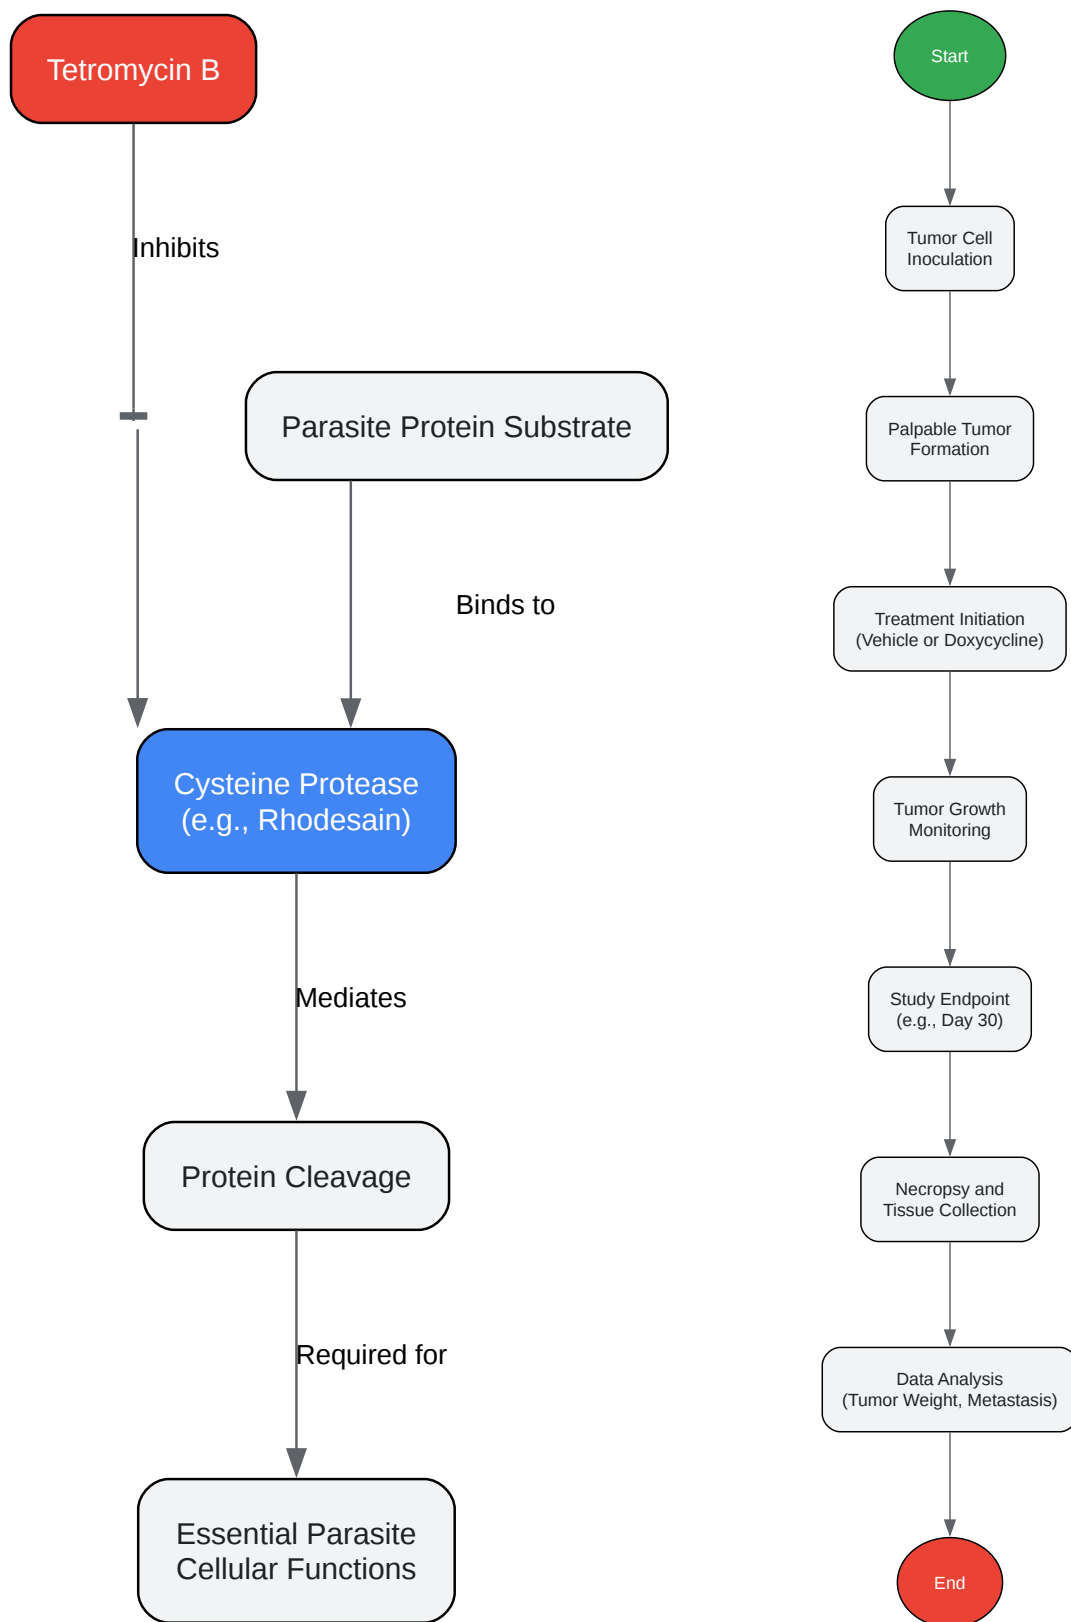 Tetromycin B
Inhibits
Parasite Protein Substrate
Binds to
Cysteine Protease
(e.g., Rhodesain)
Mediates
Protein Cleavage
Required for
Essential Parasite
Cellular Functions
Start
Tumor Cell
Inoculation
Palpable Tumor
Formation
Treatment Initiation
(Vehicle or Doxycycline)
Tumor Growth
Monitoring
Study Endpoint
(e.g., Day 30)
Necropsy and
Tissue Collection
Data Analysis
(Tumor Weight, Metastasis)
End